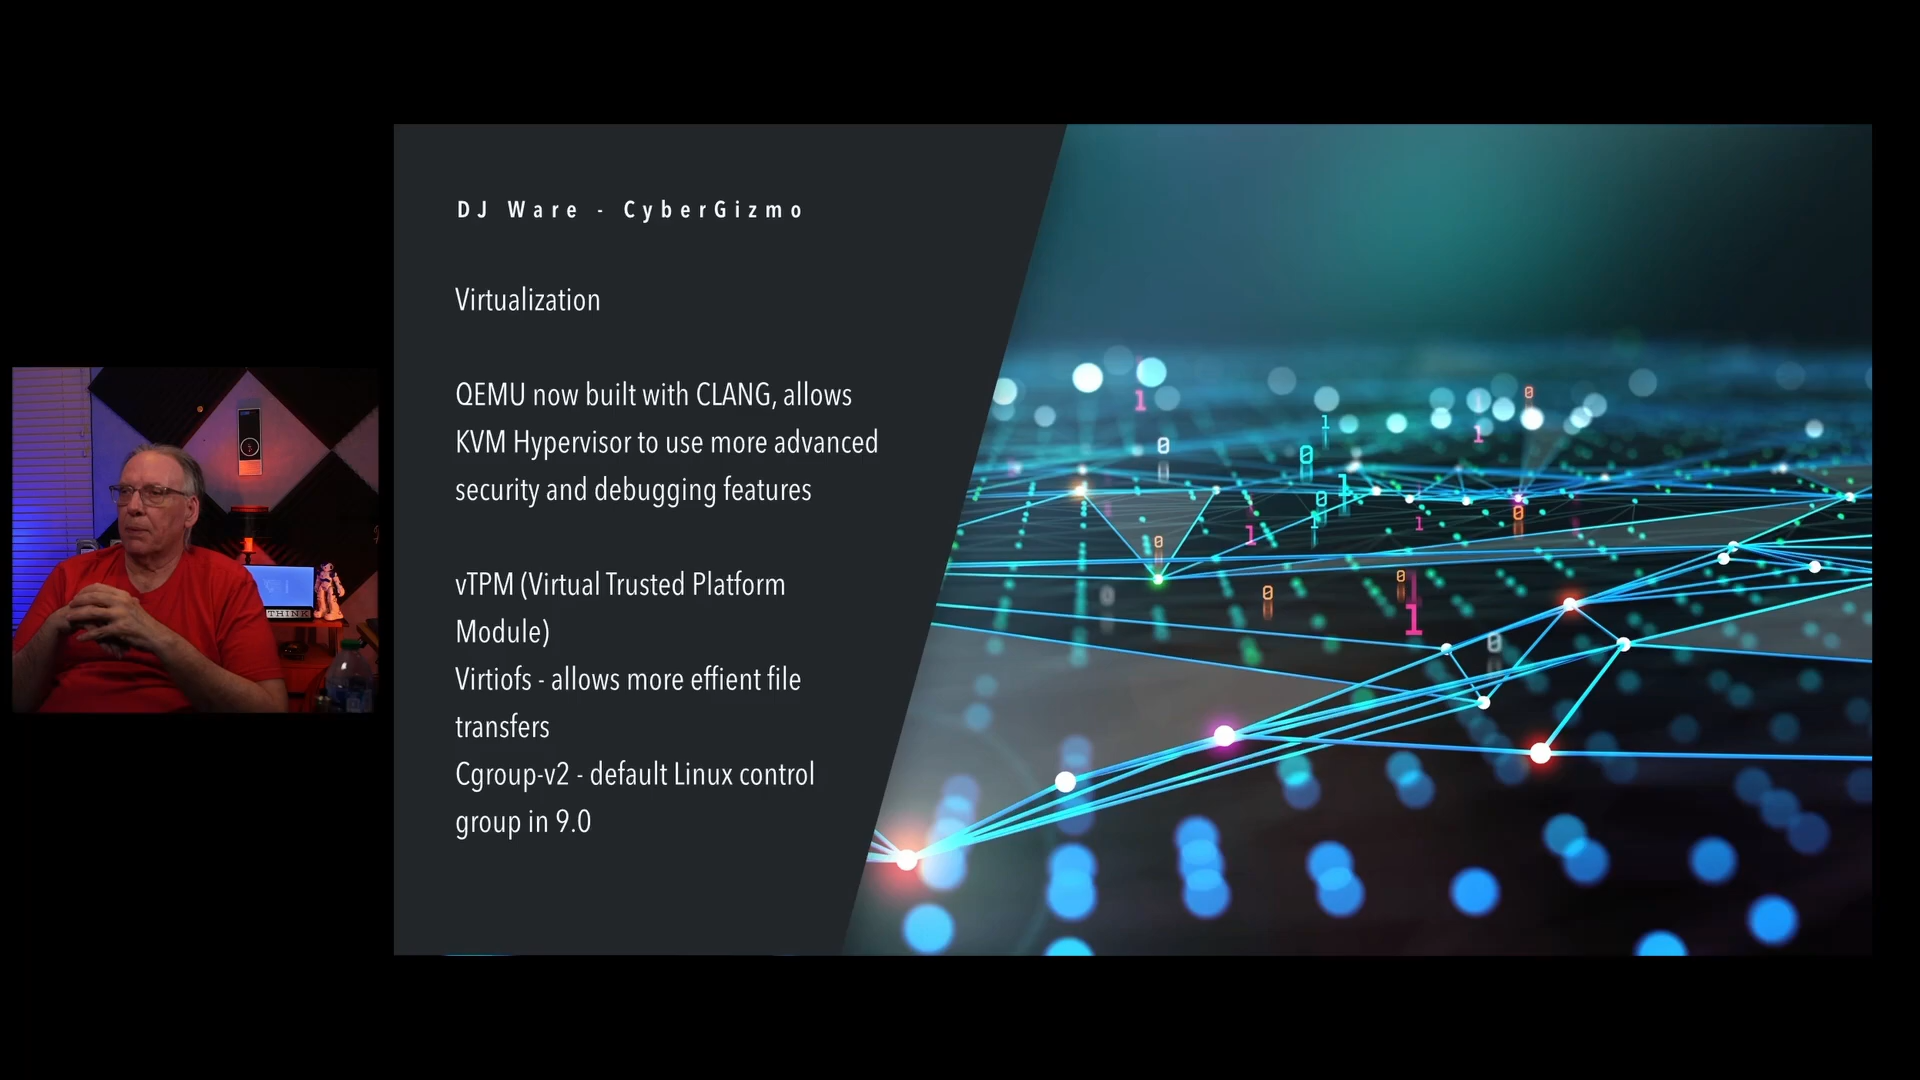 DJ Ware - CyberGizmo
Virtualization
QEMU now built with CLANG, allows
KVM Hypervisor to use more advanced
security and debugging features
vTPM (Virtual Trusted Platform
Module)
Virtiofs - allows more effient file
transfers
Cgroup-v2 - default Linux control
group in 9.0
THINK